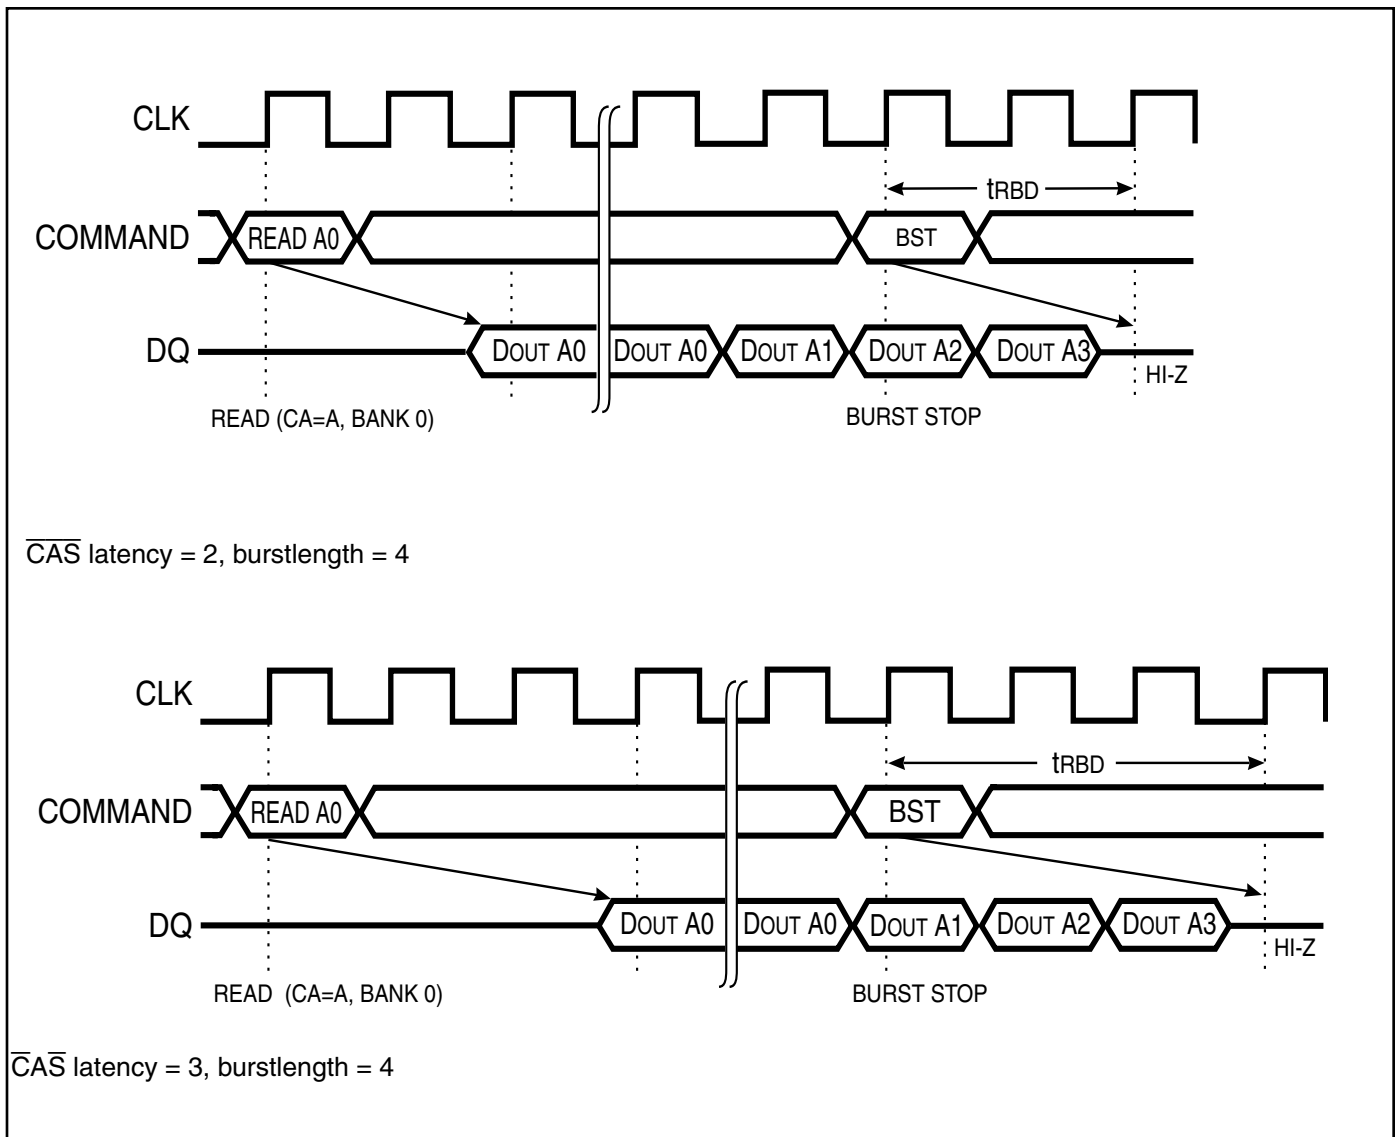 CLK
tRBD
COMMAND READ A0 BST
DQ DOUT A0 DOUT A0 DOUT A1 DOUT A2 DOUT A3
HI-Z
READ (CA=A, BANK 0) BURST STOP
C̅A̅S̅ latency = 2, burstlength = 4
CLK
tRBD
COMMAND READ A0 BST
DQ DOUT A0 DOUT A0 DOUT A1 DOUT A2 DOUT A3
HI-Z
READ (CA=A, BANK 0) BURST STOP
C̅AS̅ latency = 3, burstlength = 4